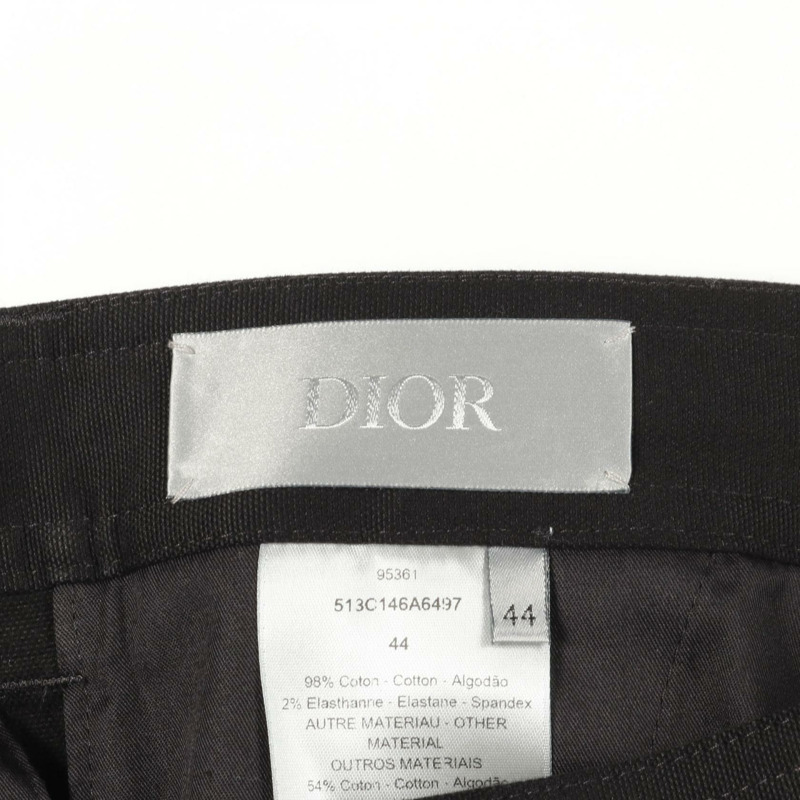 DIOR
95361
513C146A6497
44
44
98% Coton - Cotton - Algodão
2% Elasthanne - Elastane - Spandex
AUTRE MATERIAU - OTHER
MATERIAL
OUTROS MATERIAIS
54% Coton - Cotton - Algodão